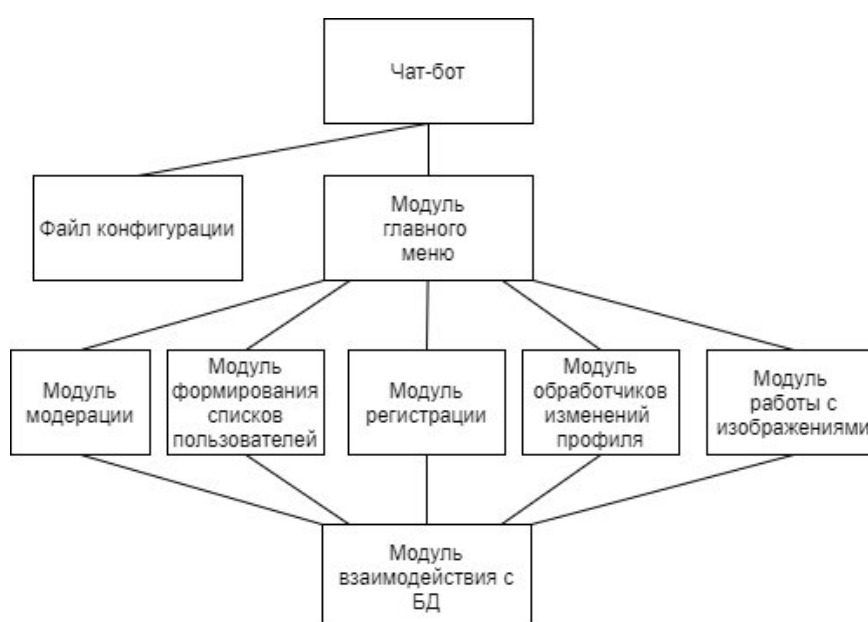 Чат-бот
Файл конфигурации
Модуль
главного
меню
Модуль
модерации
Модуль
формирования
списков
пользователей
Модуль
регистрации
Модуль
обработчиков
изменений
профиля
Модуль
работы с
изображениями
Модуль
взаимодействия с
БД